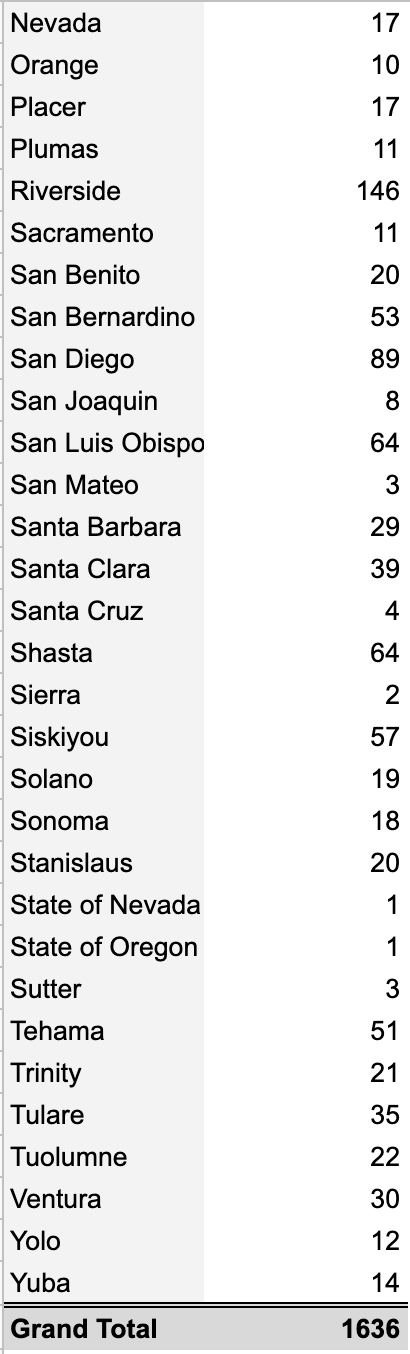 Nevada 17
Orange 10
Placer 17
Plumas 11
Riverside 146
Sacramento 11
San Benito 20
San Bernardino 53
San Diego 89
San Joaquin 8
San Luis Obispo 64
San Mateo 3
Santa Barbara 29
Santa Clara 39
Santa Cruz 4
Shasta 64
Sierra 2
Siskiyou 57
Solano 19
Sonoma 18
Stanislaus 20
State of Nevada 1
State of Oregon 1
Sutter 3
Tehama 51
Trinity 21
Tulare 35
Tuolumne 22
Ventura 30
Yolo 12
Yuba 14
Grand Total 1636